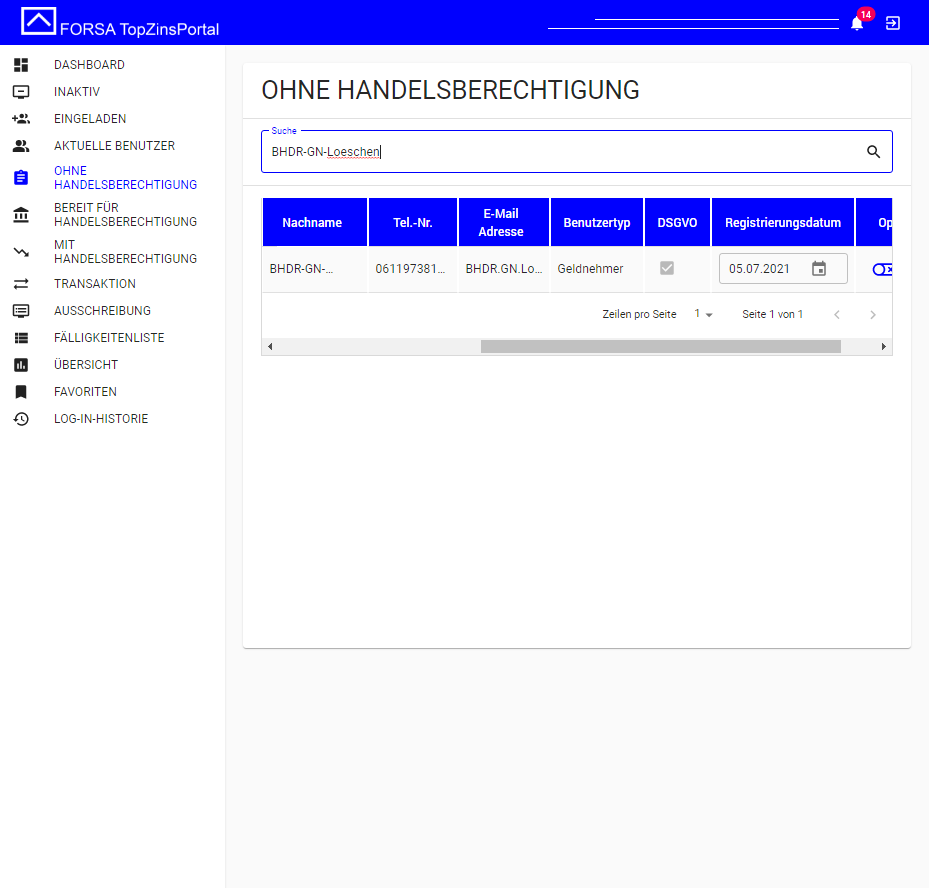 FORSA TopZinsPortal
14
DASHBOARD
INAKTIV
EINGELADEN
AKTUELLE BENUTZER
OHNE
HANDELSBERECHTIGUNG
BEREIT FÜR
HANDELSBERECHTIGUNG
MIT
HANDELSBERECHTIGUNG
TRANSAKTION
AUSSCHREIBUNG
FÄLLIGKEITENLISTE
ÜBERSICHT
FAVORITEN
LOG-IN-HISTORIE
OHNE HANDELSBERECHTIGUNG
Suche
BHDR-GN-Loeschen
Nachname Tel.-Nr. E-Mail Adresse Benutzertyp DSGVO Registrierungsdatum Op
BHDR-GN-... 061197381... BHDR.GN.Lo... Geldnehmer 05.07.2021
Zeilen pro Seite 1 Seite 1 von 1